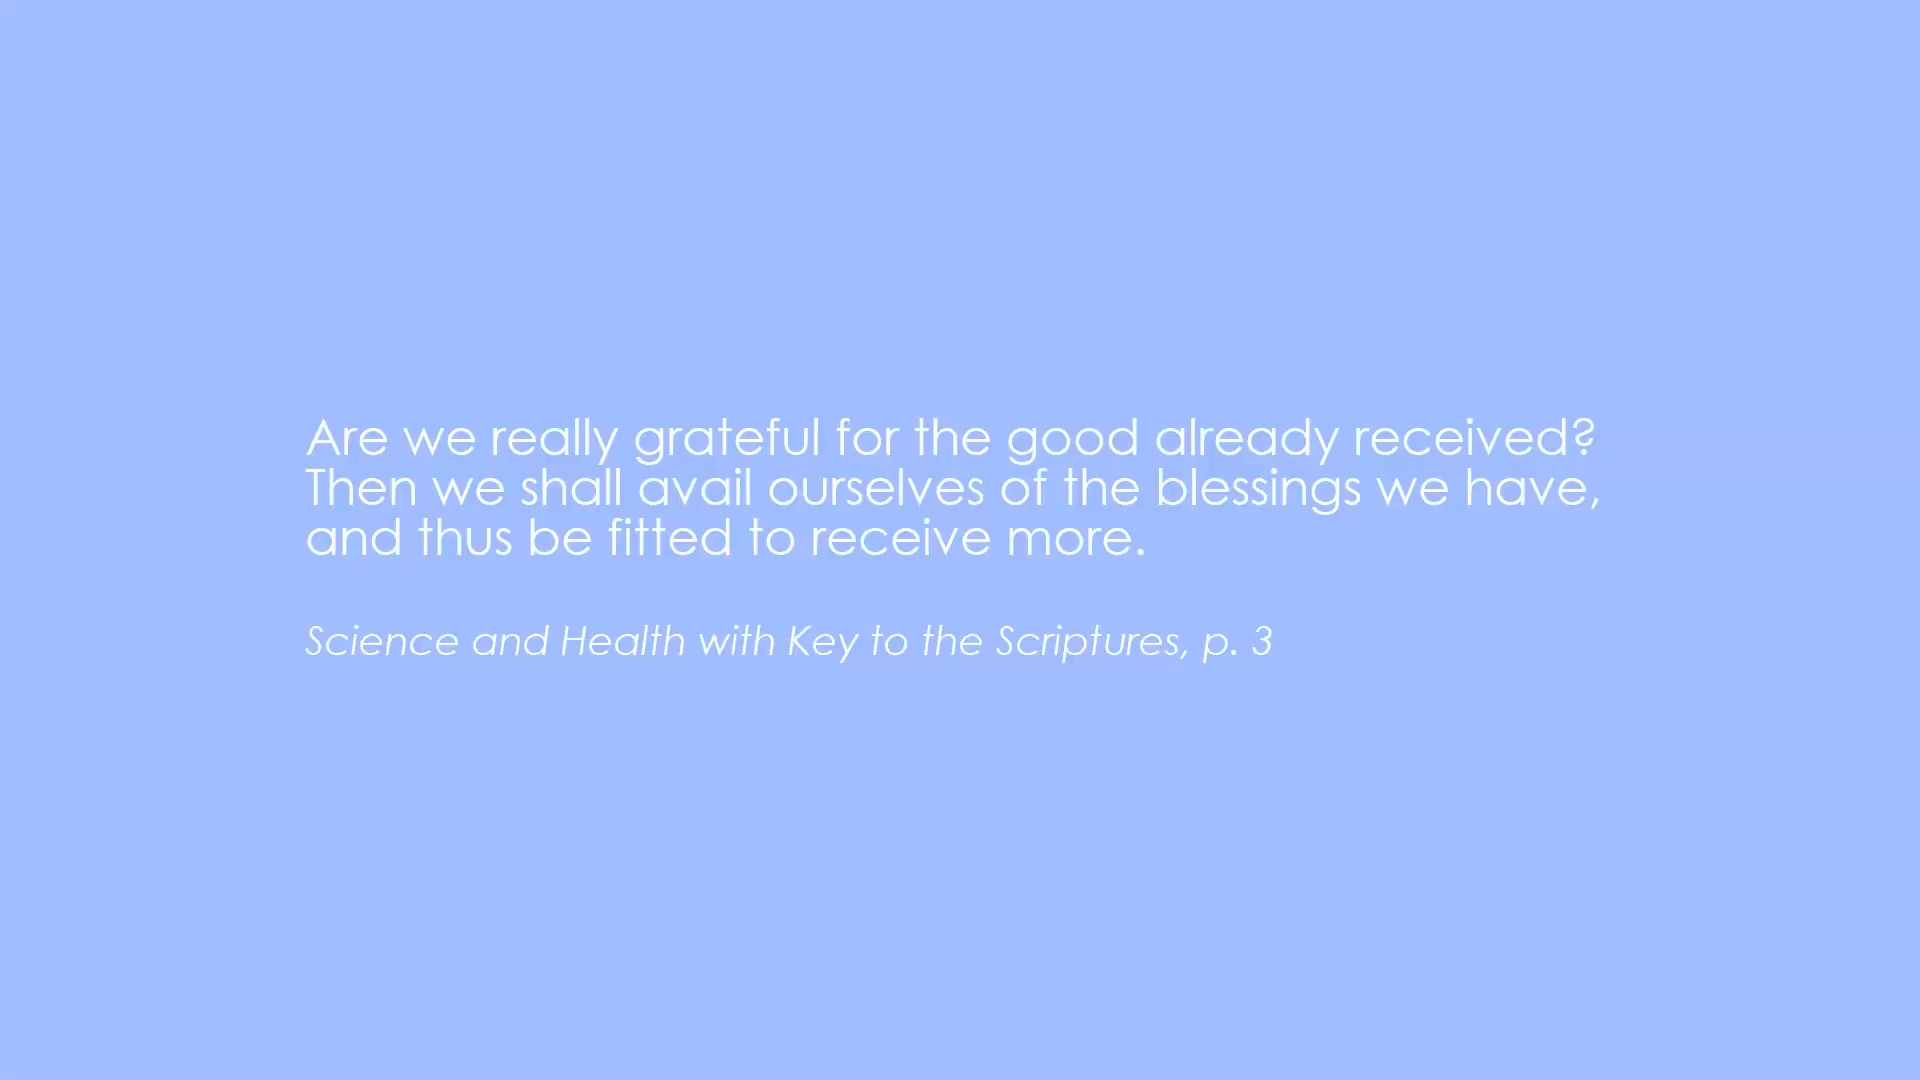 Are we really grateful for the good already received?
Then we shall avail ourselves of the blessings we have,
and thus be fitted to receive more.
Science and Health with Key to the Scriptures, p. 3